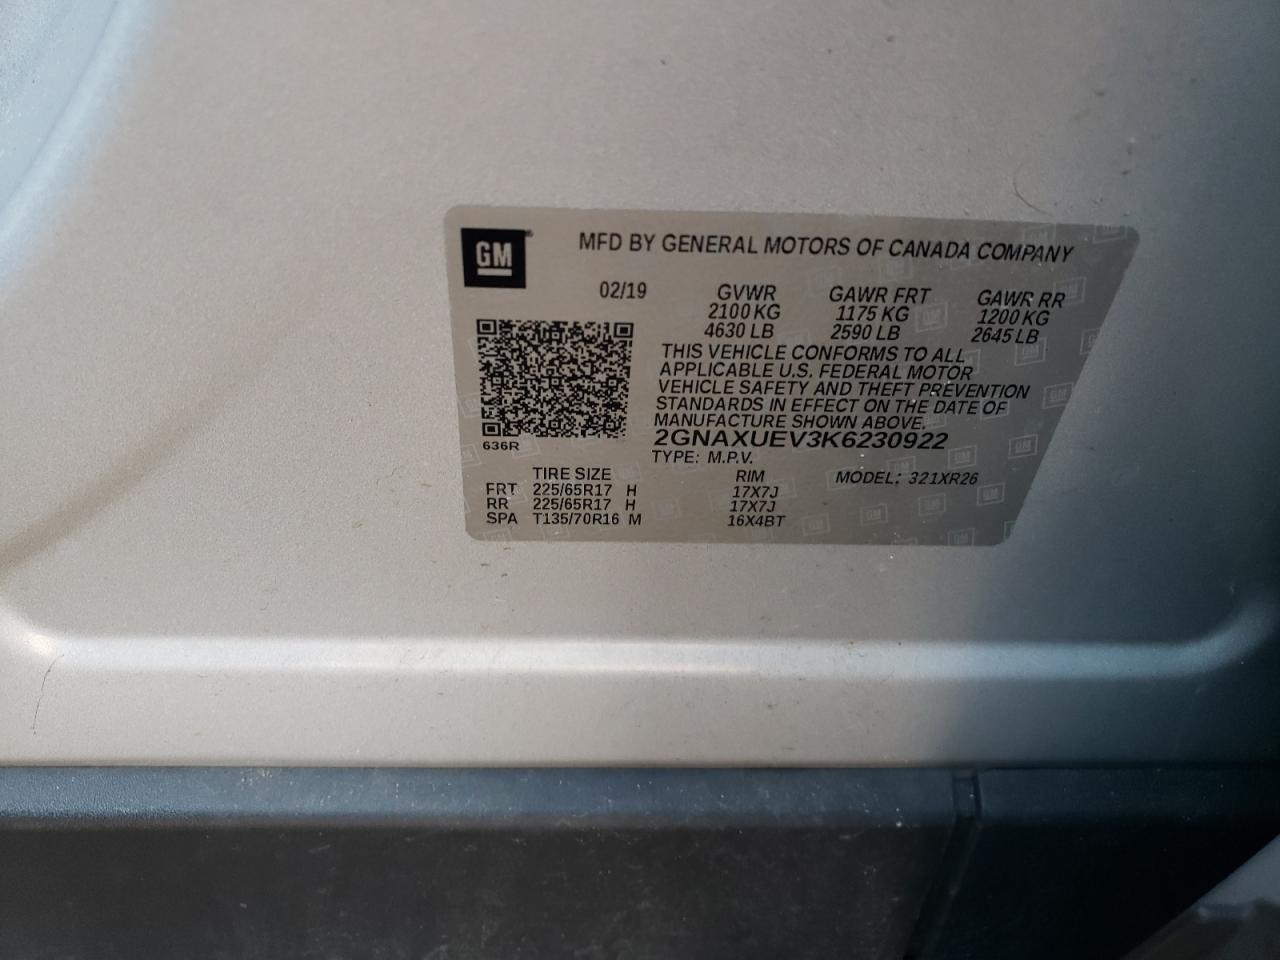 GM
MFD BY GENERAL MOTORS OF CANADA COMPANY
02/19 GVWR GAWR FRT GAWR RR
2100 KG 1175 KG 1200 KG
4630 LB 2590 LB 2645 LB
THIS VEHICLE CONFORMS TO ALL
APPLICABLE U.S. FEDERAL MOTOR
VEHICLE SAFETY AND THEFT PREVENTION
STANDARDS IN EFFECT ON THE DATE OF
MANUFACTURE SHOWN ABOVE.
2GNAXUEV3K6230922
636R TYPE: M.P.V.
TIRE SIZE RIM MODEL: 321XR26
FRT 225/65R17 H 17X7J
RR 225/65R17 H 17X7J
SPA T135/70R16 M 16X4BT